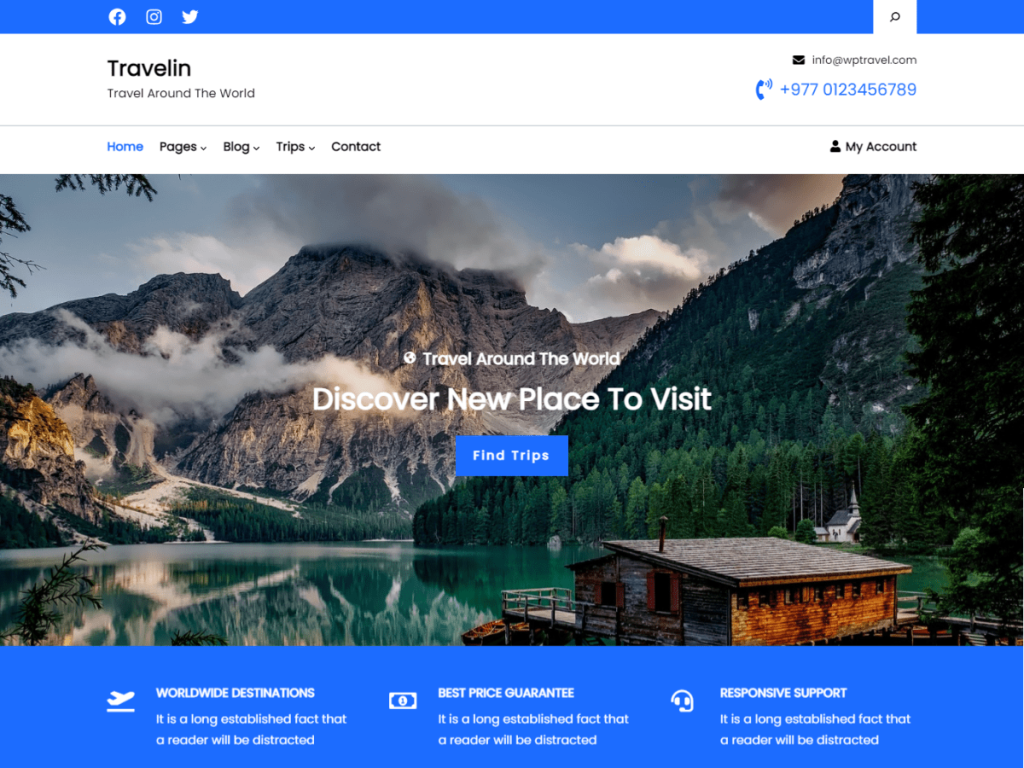 Travelin
Travel Around The World
info@wptravel.com
+977 0123456789
Home Pages Blog Trips Contact My Account
Travel Around The World
Discover New Place To Visit
Find Trips
WORLDWIDE DESTINATIONS
It is a long established fact that
a reader will be distracted
BEST PRICE GUARANTEE
It is a long established fact that
a reader will be distracted
RESPONSIVE SUPPORT
It is a long established fact that
a reader will be distracted